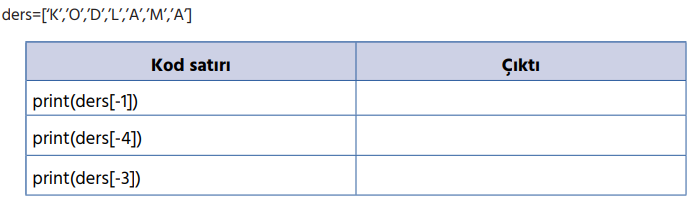 ders=[‘K’,’O’,’D’,’L’,’A’,’M’,’A’]
Kod satırı Çıktı
print(ders[-1])
print(ders[-4])
print(ders[-3])